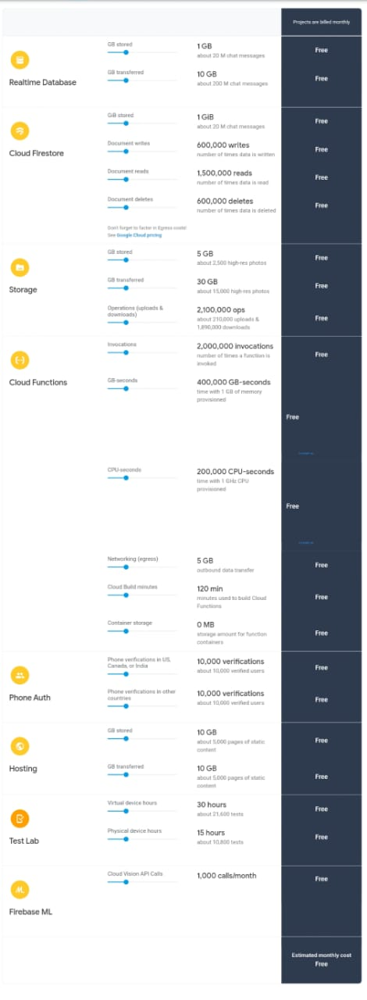 Projects are billed monthly
Realtime Database
GB stored
1 GB
about 20 M chat messages
Free
GB transferred
10 GB
about 200 M chat messages
Free
Cloud Firestore
GiB stored
1 GiB
about 20 M chat messages
Free
Document writes
600,000 writes
number of times data is written
Free
Document reads
1,500,000 reads
number of times data is read
Free
Document deletes
600,000 deletes
number of times data is deleted
Free
Don't forget to factor in Egress costs!
See Google Cloud pricing
Storage
GB stored
5 GB
about 2,500 high-res photos
Free
GB transferred
30 GB
about 15,000 high-res photos
Free
Operations (uploads &
downloads)
2,100,000 ops
about 210,000 uploads &
1,890,000 downloads
Free
Cloud Functions
Invocations
2,000,000 invocations
number of times a function is
invoked
Free
GB-seconds
400,000 GB-seconds
time with 1 GB of memory
provisioned
Free
CPU-seconds
200,000 CPU-seconds
time with 1 GHz CPU
provisioned
Free
Networking (egress)
5 GB
outbound data transfer
Free
Cloud Build minutes
120 min
minutes used to build Cloud
Functions
Free
Container storage
0 MB
storage amount for function
containers
Free
Phone Auth
Phone verifications in US,
Canada, or India
10,000 verifications
about 10,000 verified users
Free
Phone verifications in other
countries
10,000 verifications
about 10,000 verified users
Free
Hosting
GB stored
10 GB
about 5,000 pages of static
content
Free
GB transferred
10 GB
about 5,000 pages of static
content
Free
Test Lab
Virtual device hours
30 hours
about 21,600 tests
Free
Physical device hours
15 hours
about 10,800 tests
Free
Firebase ML
Cloud Vision API Calls
1,000 calls/month
Free
Estimated monthly cost
Free